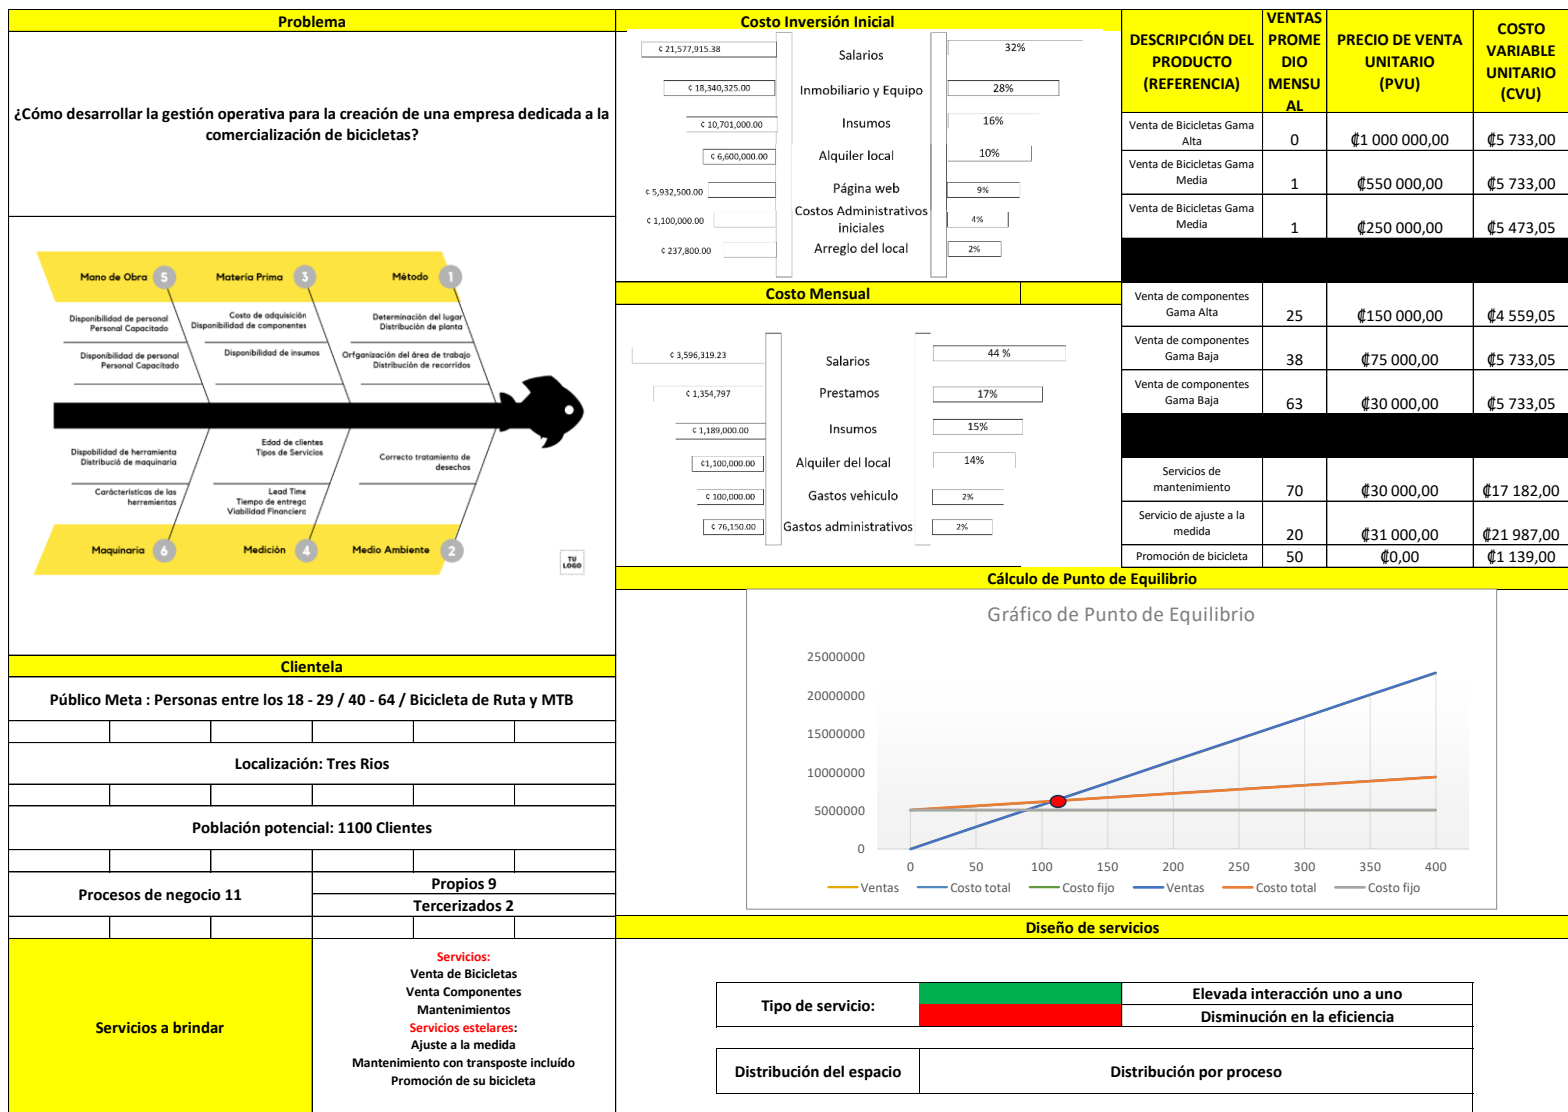 Problema
¿Cómo desarrollar la gestión operativa para la creación de una empresa dedicada a la
comercialización de bicicletas?
Mano de Obra 5
Materia Prima 3
Método 1
Disponibilidad de personal
Personal Capacitado
Costo de adquisición
Disponibilidad de componentes
Determinación del lugar
Distribución de planta
Disponibilidad de personal
Personal Capacitado
Disponibilidad de insumos
Orfganización del área de trabajo
Distribución de recorridos
Dispobilidad de herramienta
Distribució de maquinaria
Edad de clientes
Tipos de Servicios
Correcto tratamiento de
desechos
Carácteristicas de las
herremientas
Lead Time
Tiempo de entrega
Viabilidad Financiera
Maquinaria 6
Medición 4
Medio Ambiente 2
TU
LOGO
Clientela
Público Meta : Personas entre los 18 - 29 / 40 - 64 / Bicicleta de Ruta y MTB
Localización: Tres Rios
Población potencial: 1100 Clientes
Procesos de negocio 11
Propios 9
Tercerizados 2
Servicios a brindar
Servicios:
Venta de Bicicletas
Venta Componentes
Mantenimientos
Servicios estelares:
Ajuste a la medida
Mantenimiento con transposte incluído
Promoción de su bicicleta
Costo Inversión Inicial
¢ 21,577,915.38 Salarios 32%
¢ 18,340,325.00 Inmobiliario y Equipo 28%
¢ 10,701,000.00 Insumos 16%
¢ 6,600,000.00 Alquiler local 10%
¢ 5,932,500.00 Página web 9%
¢ 1,100,000.00 Costos Administrativos
iniciales 4%
¢ 237,800.00 Arreglo del local 2%
Costo Mensual
¢ 3,596,319.23 Salarios 44 %
¢ 1,354,797 Prestamos 17%
¢ 1,189,000.00 Insumos 15%
¢1,100,000.00 Alquiler del local 14%
¢ 100,000.00 Gastos vehiculo 2%
¢ 76,150.00 Gastos administrativos 2%
DESCRIPCIÓN DEL
PRODUCTO
(REFERENCIA)
VENTAS
PROME
DIO
MENSU
AL
PRECIO DE VENTA
UNITARIO
(PVU)
COSTO
VARIABLE
UNITARIO
(CVU)
Venta de Bicicletas Gama
Alta 0 ₡1 000 000,00 ₡5 733,00
Venta de Bicicletas Gama
Media 1 ₡550 000,00 ₡5 733,00
Venta de Bicicletas Gama
Media 1 ₡250 000,00 ₡5 473,05
Venta de componentes
Gama Alta 25 ₡150 000,00 ₡4 559,05
Venta de componentes
Gama Baja 38 ₡75 000,00 ₡5 733,05
Venta de componentes
Gama Baja 63 ₡30 000,00 ₡5 733,05
Servicios de
mantenimiento 70 ₡30 000,00 ₡17 182,00
Servicio de ajuste a la
medida 20 ₡31 000,00 ₡21 987,00
Promoción de bicicleta 50 ₡0,00 ₡1 139,00
Cálculo de Punto de Equilibrio
Gráfico de Punto de Equilibrio
25000000
20000000
15000000
10000000
5000000
0
0 50 100 150 200 250 300 350 400
Ventas Costo total Costo fijo Ventas Costo total Costo fijo
Diseño de servicios
Tipo de servicio:
Elevada interacción uno a uno
Disminución en la eficiencia
Distribución del espacio
Distribución por proceso